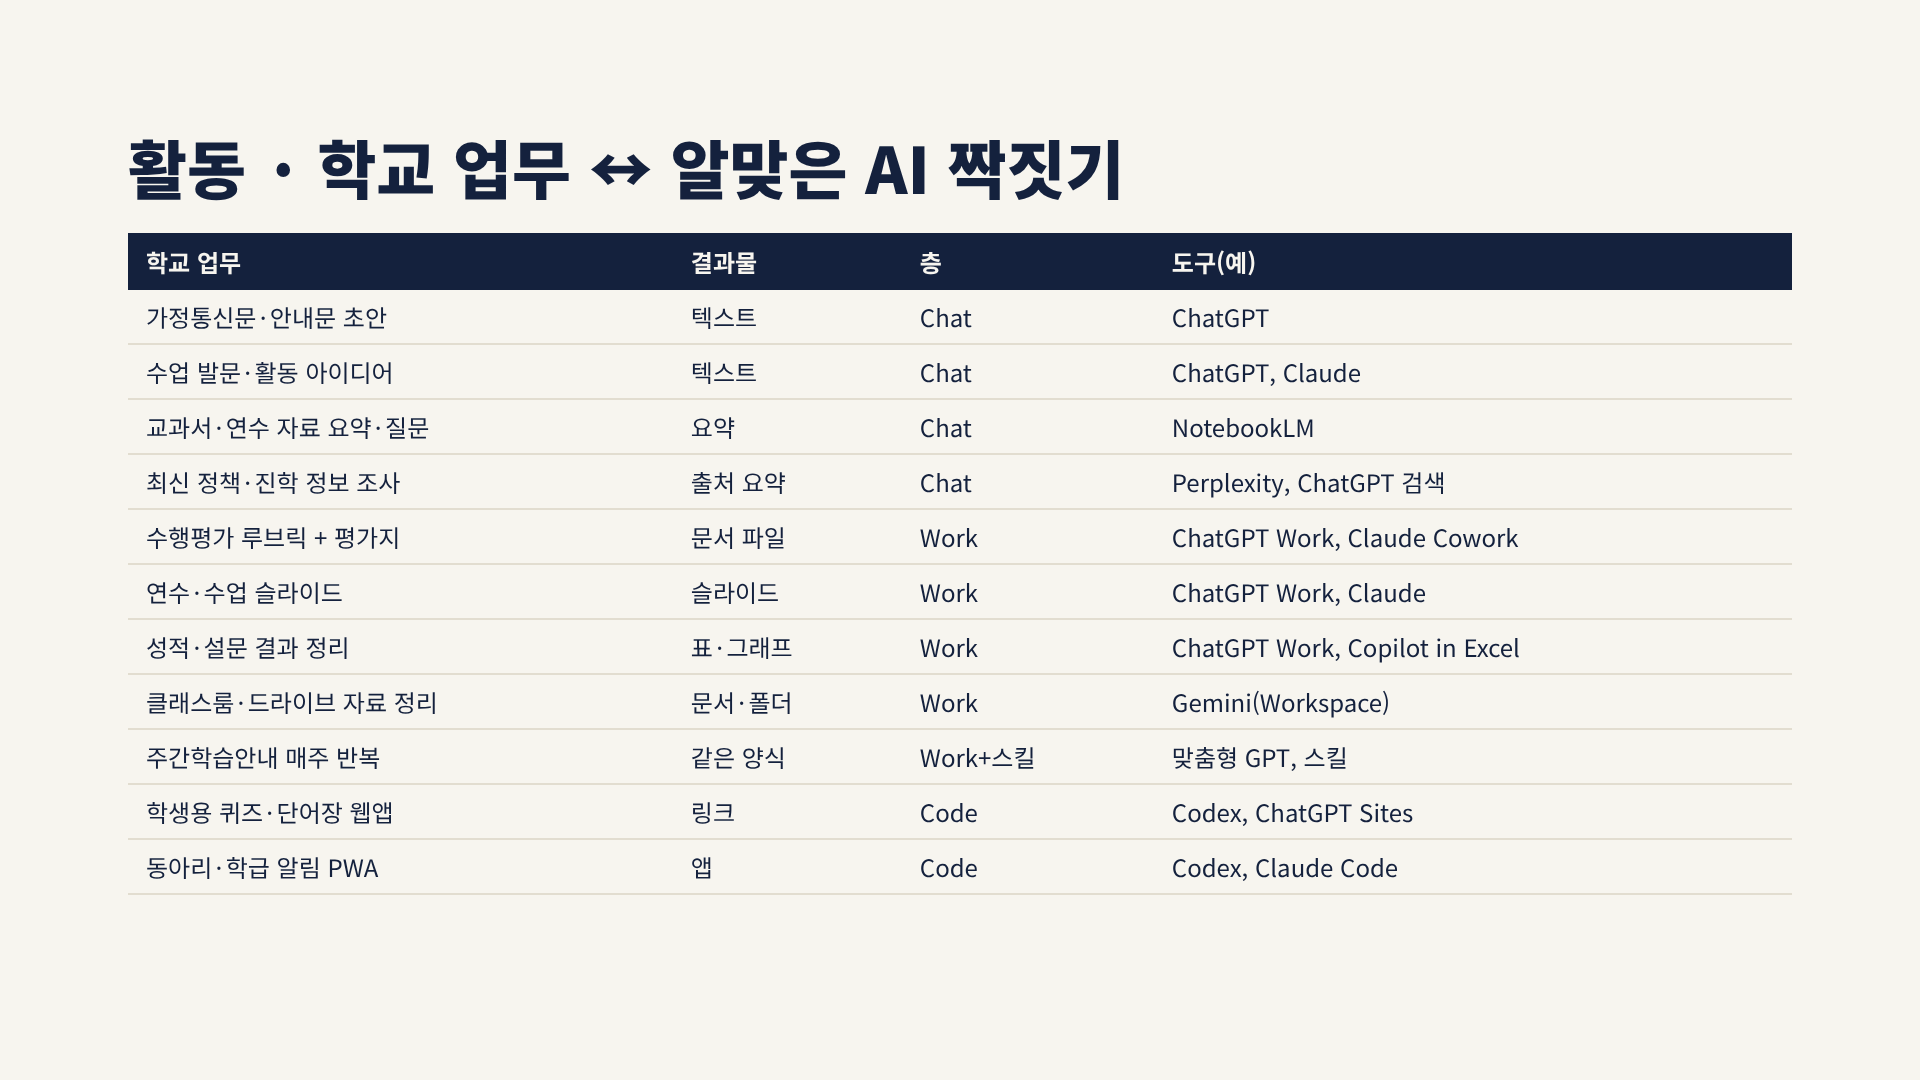 활동 · 학교 업무 ↔ 알맞은 AI 짝짓기
학교 업무 결과물 층 도구(예)
가정통신문·안내문 초안 텍스트 Chat ChatGPT
수업 발문·활동 아이디어 텍스트 Chat ChatGPT, Claude
교과서·연수 자료 요약·질문 요약 Chat NotebookLM
최신 정책·진학 정보 조사 출처 요약 Chat Perplexity, ChatGPT 검색
수행평가 루브릭 + 평가지 문서 파일 Work ChatGPT Work, Claude Cowork
연수·수업 슬라이드 슬라이드 Work ChatGPT Work, Claude
성적·설문 결과 정리 표·그래프 Work ChatGPT Work, Copilot in Excel
클래스룸·드라이브 자료 정리 문서·폴더 Work Gemini(Workspace)
주간학습안내 매주 반복 같은 양식 Work+스킬 맞춤형 GPT, 스킬
학생용 퀴즈·단어장 웹앱 링크 Code Codex, ChatGPT Sites
동아리·학급 알림 PWA 앱 Code Codex, Claude Code